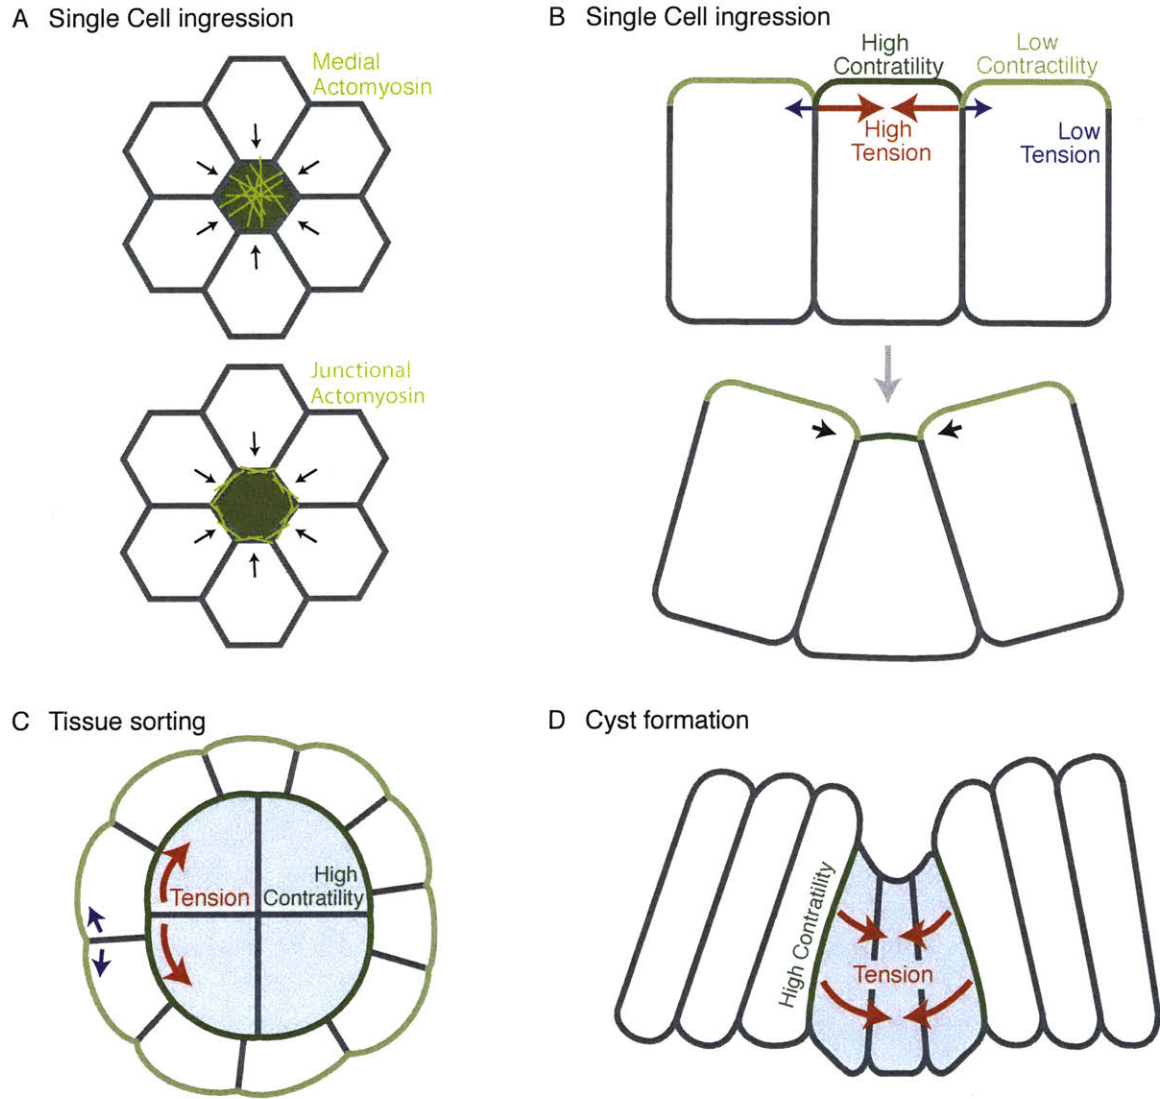 A Single Cell ingression
Medial
Actomyosin
Junctional
Actomyosin
B Single Cell ingression
High
Contratility
Low
Contractility
High
Tension
Low
Tension
C Tissue sorting
Tension
High
Contratility
D Cyst formation
High Contratility
Tension